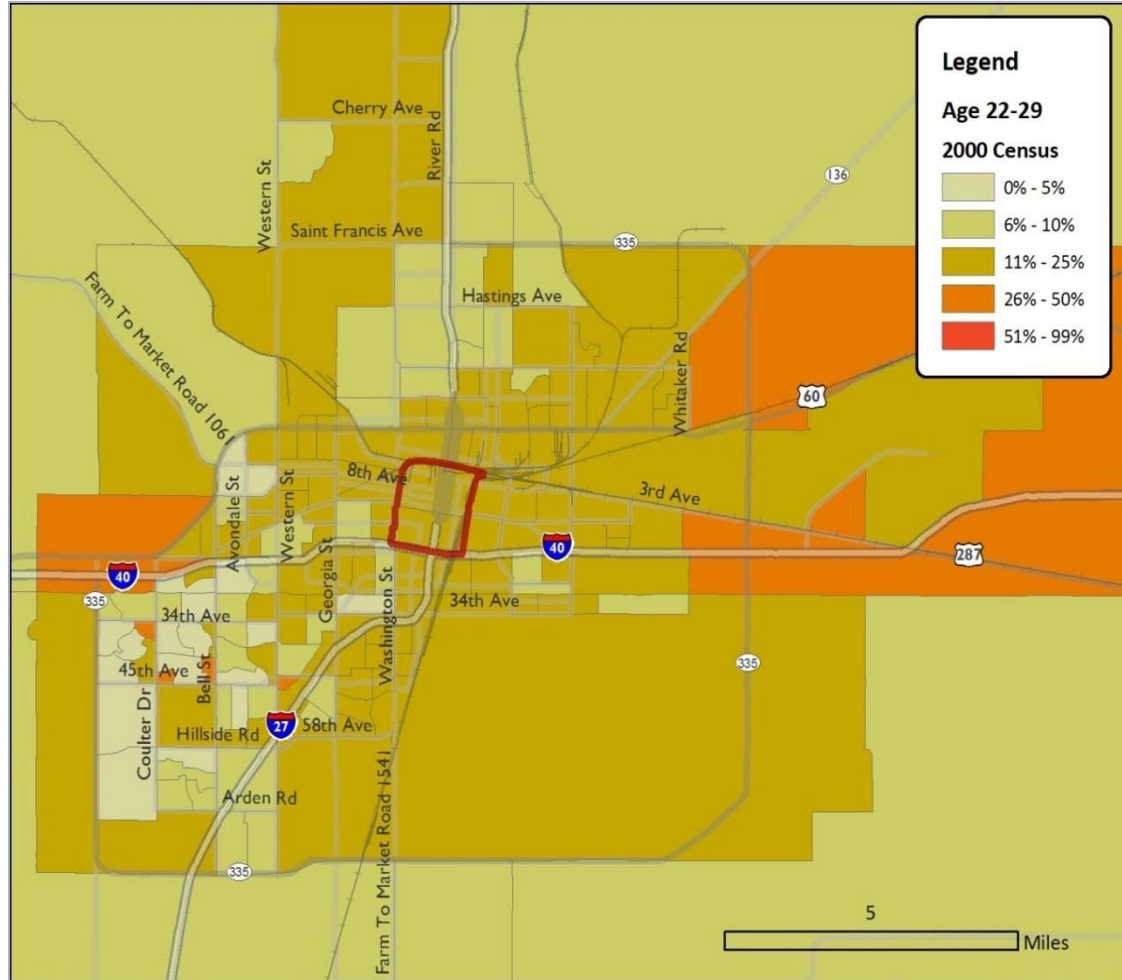 Legend
Age 22-29
2000 Census
0% - 5%
6% - 10%
11% - 25%
26% - 50%
51% - 99%
Cherry Ave
River Rd
Western St
136
Saint Francis Ave
335
Hastings Ave
Farm To Market Road 1061
Whitaker Rd
60
8th Ave
3rd Ave
Avondale St
Western St
Georgia St
Washington St
40
40
287
335
34th Ave
34th Ave
45th Ave
Bell St
335
Coulter Dr
Hillside Rd
27
58th Ave
Arden Rd
Farm To Market Road 1541
335
5
Miles